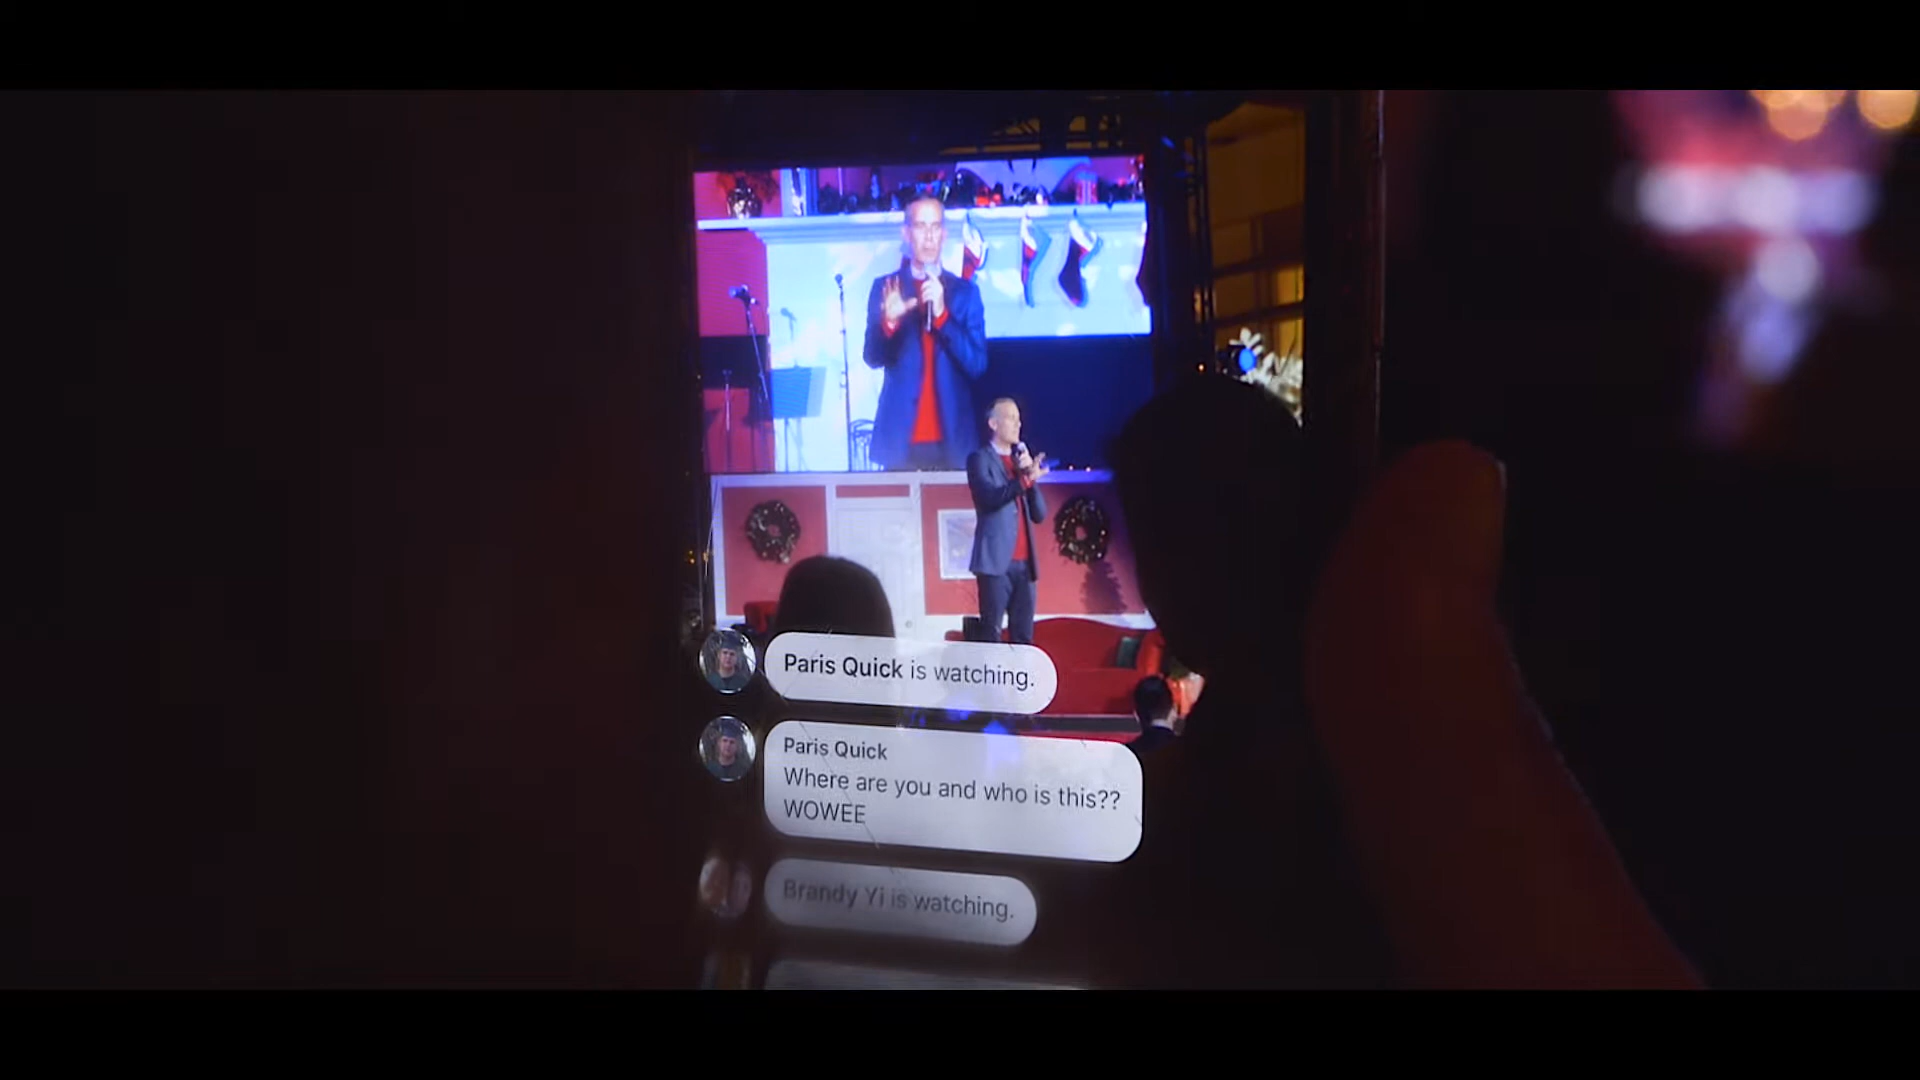 Paris Quick is watching.
Paris Quick
Where are you and who is this??
WOWEE
Brandy Yi is watching.